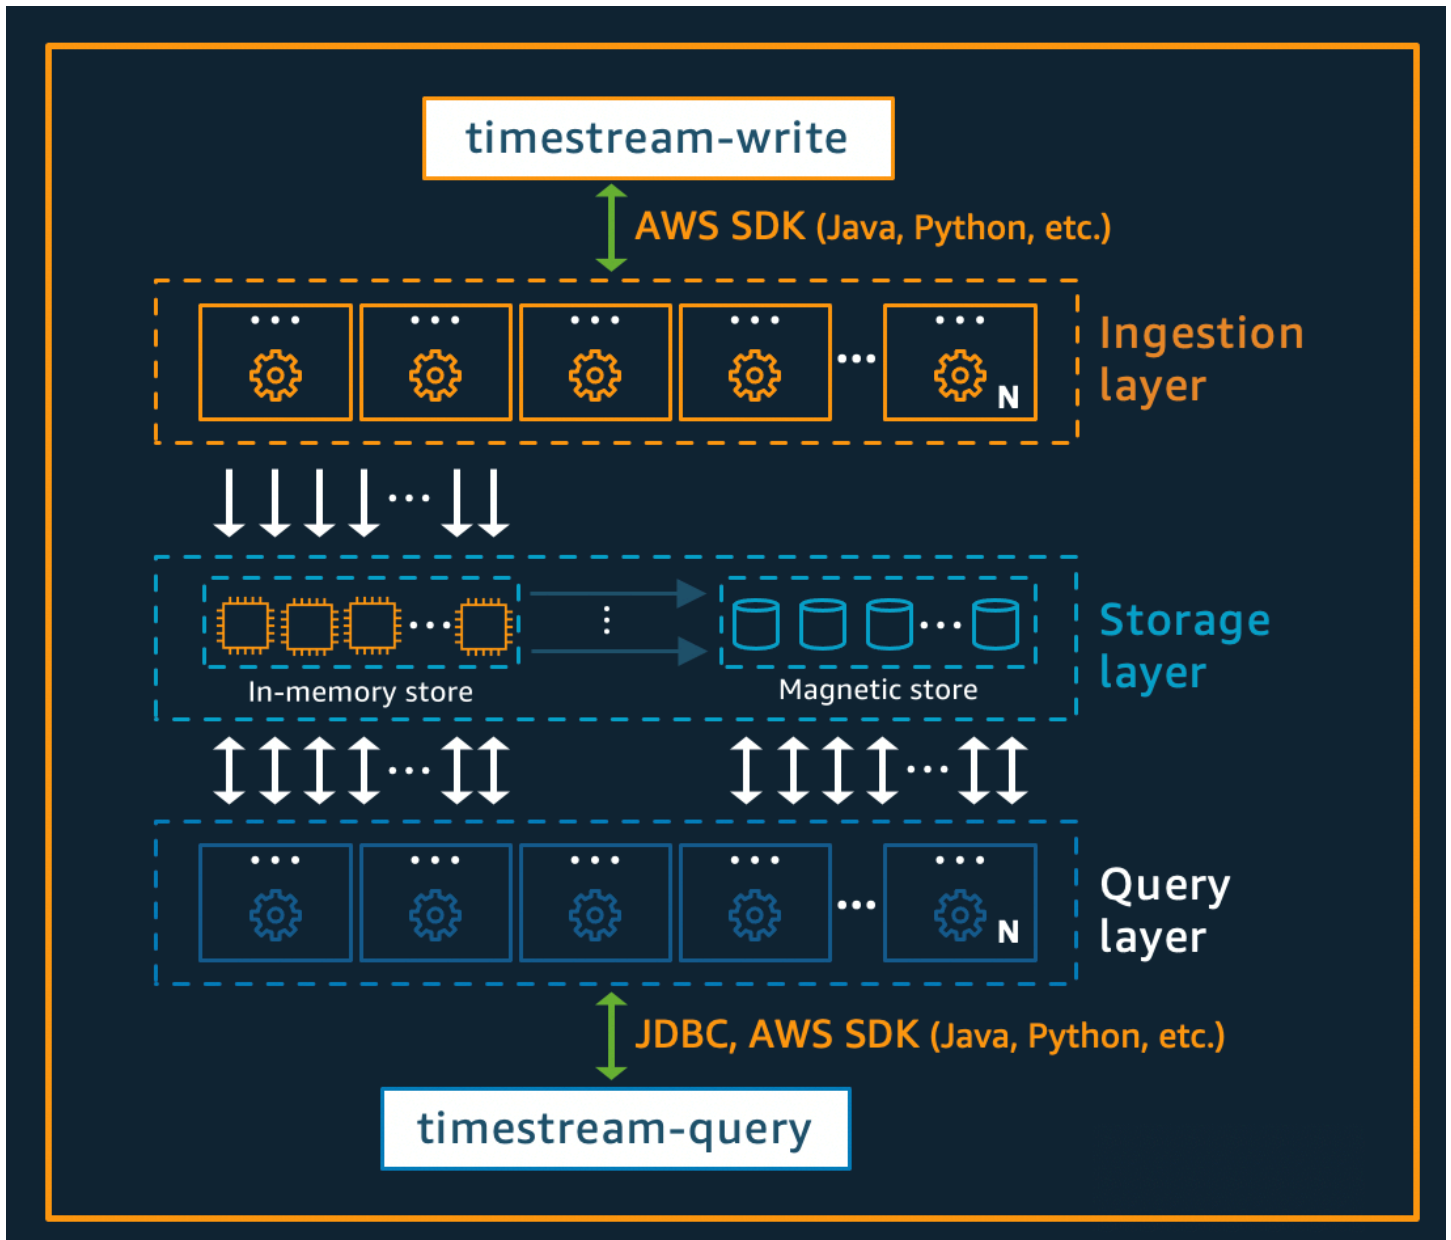 timestream-write
AWS SDK (Java, Python, etc.)
Ingestion
layer
N
In-memory store
Magnetic store
Storage
layer
Query
layer
N
JDBC, AWS SDK (Java, Python, etc.)
timestream-query